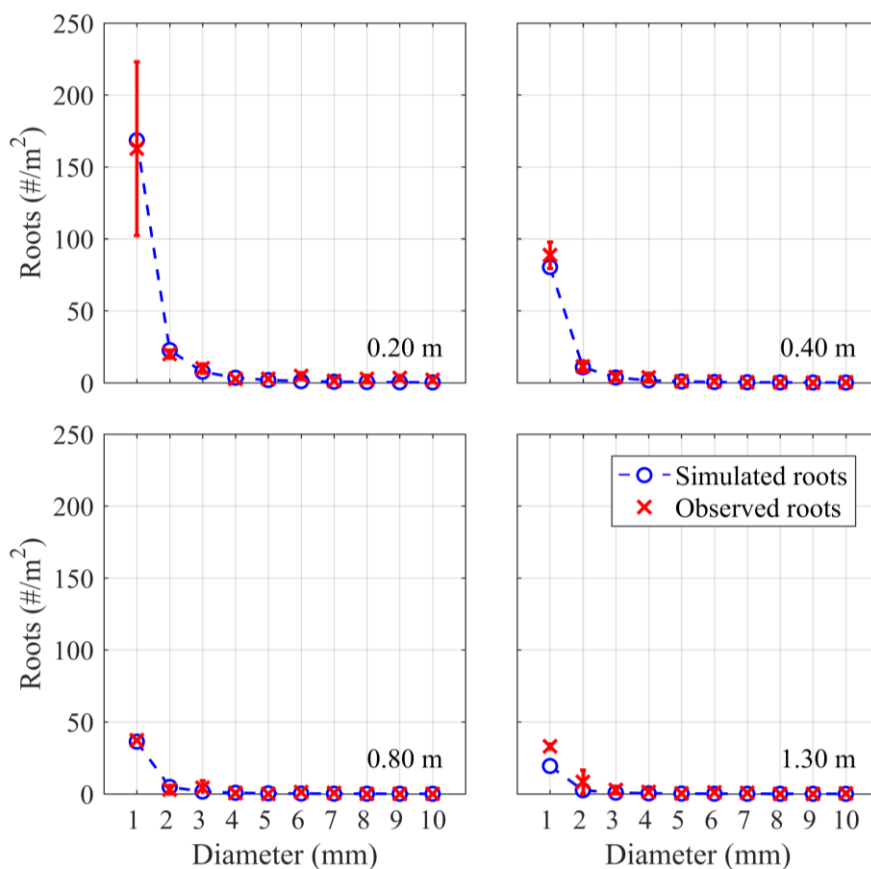 250
200
150
100
50
0
Roots (#/m²)
0.20 m
0.40 m
250
200
150
100
50
0
Roots (#/m²)
0.80 m
1 2 3 4 5 6 7 8 9 10
Diameter (mm)
Simulated roots
Observed roots
1.30 m
1 2 3 4 5 6 7 8 9 10
Diameter (mm)